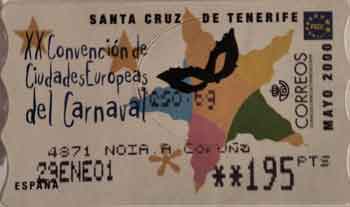 SANTA CRUZ DE TENERIFE
XX Convención de
Ciudades Europeas
del Carnaval
4871 NOIA.A CORUÑA
29ENE01
**195 PTS
ESPAÑA
CORREOS
MAYO 2000